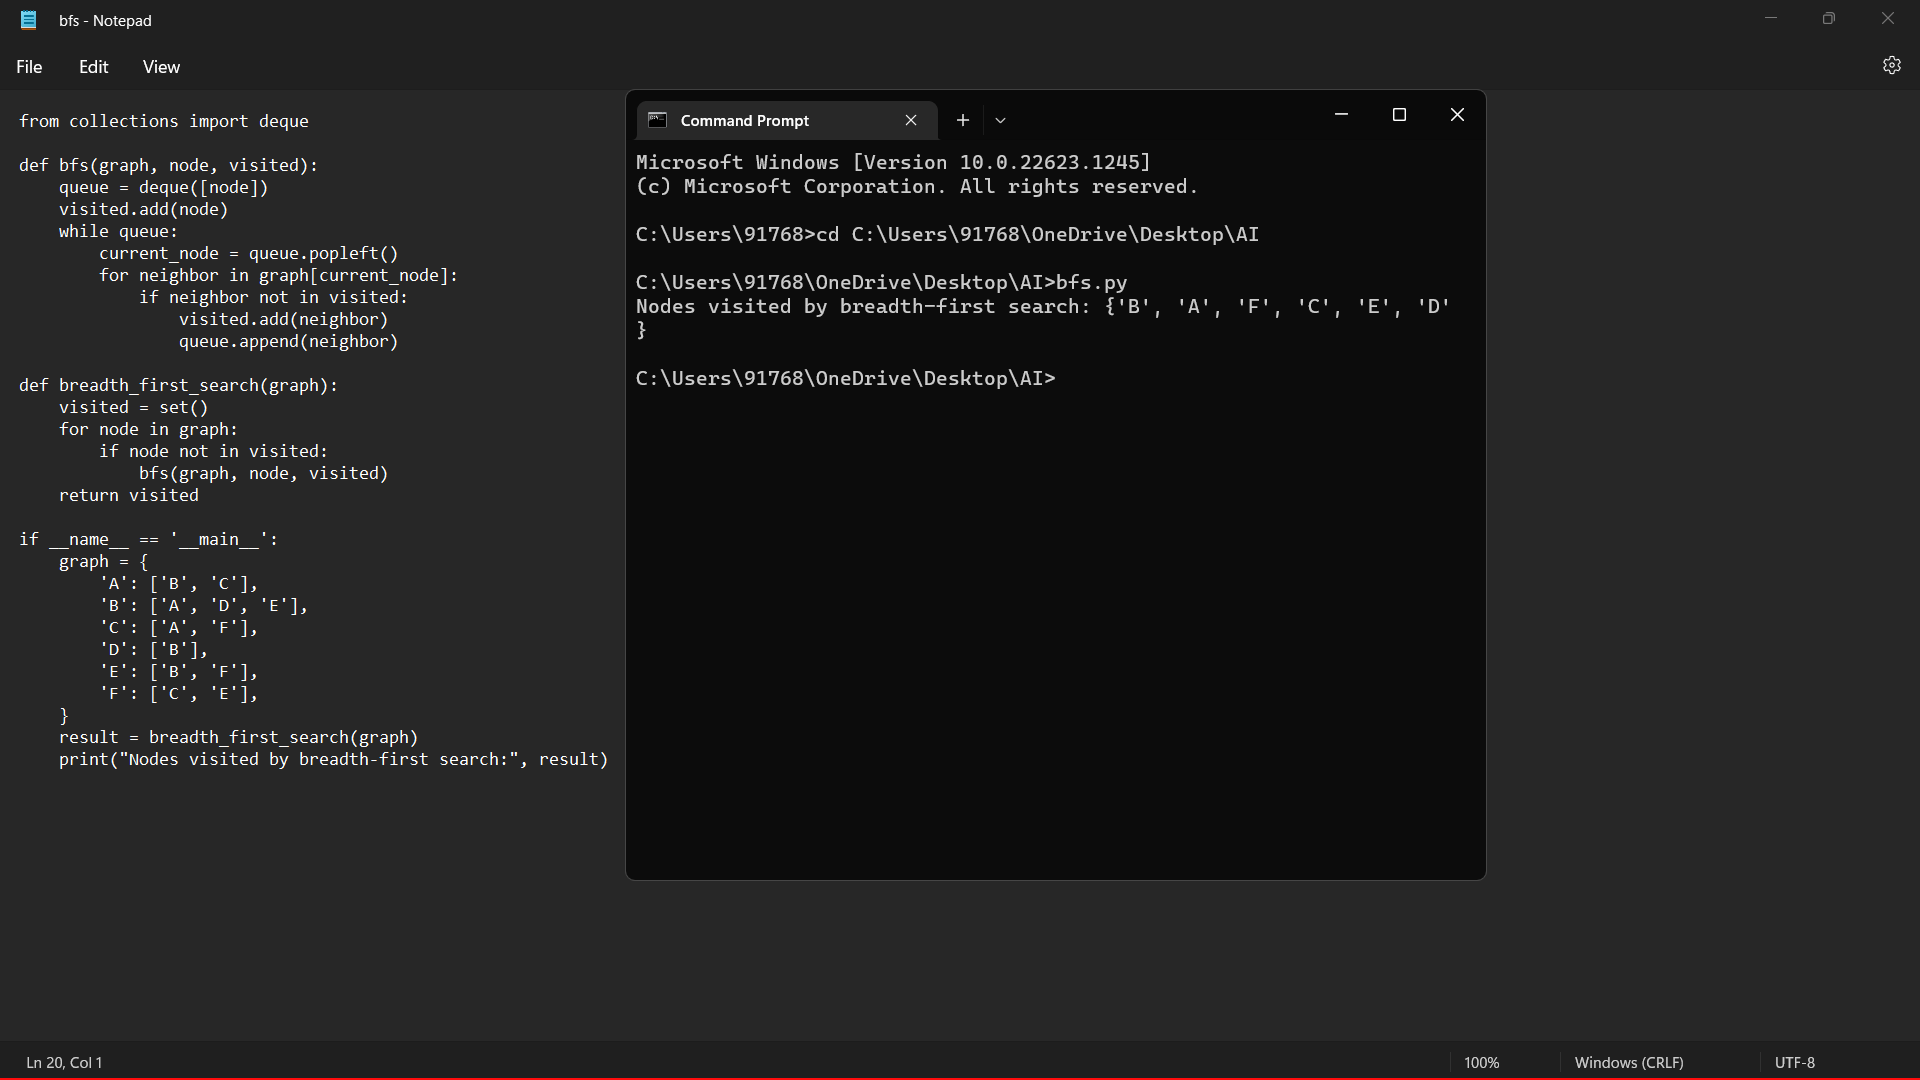 bfs - Notepad
File Edit View
from collections import deque
def bfs(graph, node, visited):
    queue = deque([node])
    visited.add(node)
    while queue:
        current_node = queue.popleft()
        for neighbor in graph[current_node]:
            if neighbor not in visited:
                visited.add(neighbor)
                queue.append(neighbor)
def breadth_first_search(graph):
    visited = set()
    for node in graph:
        if node not in visited:
            bfs(graph, node, visited)
    return visited
if __name__ == '__main__':
    graph = {
        'A': ['B', 'C'],
        'B': ['A', 'D', 'E'],
        'C': ['A', 'F'],
        'D': ['B'],
        'E': ['B', 'F'],
        'F': ['C', 'E'],
    }
    result = breadth_first_search(graph)
    print("Nodes visited by breadth-first search:", result)
Command Prompt
Microsoft Windows [Version 10.0.22623.1245]
(c) Microsoft Corporation. All rights reserved.
C:\Users\91768>cd C:\Users\91768\OneDrive\Desktop\AI
C:\Users\91768\OneDrive\Desktop\AI>bfs.py
Nodes visited by breadth-first search: {'B', 'A', 'F', 'C', 'E', 'D'
}
C:\Users\91768\OneDrive\Desktop\AI>
Ln 20, Col 1
100%
Windows (CRLF)
UTF-8